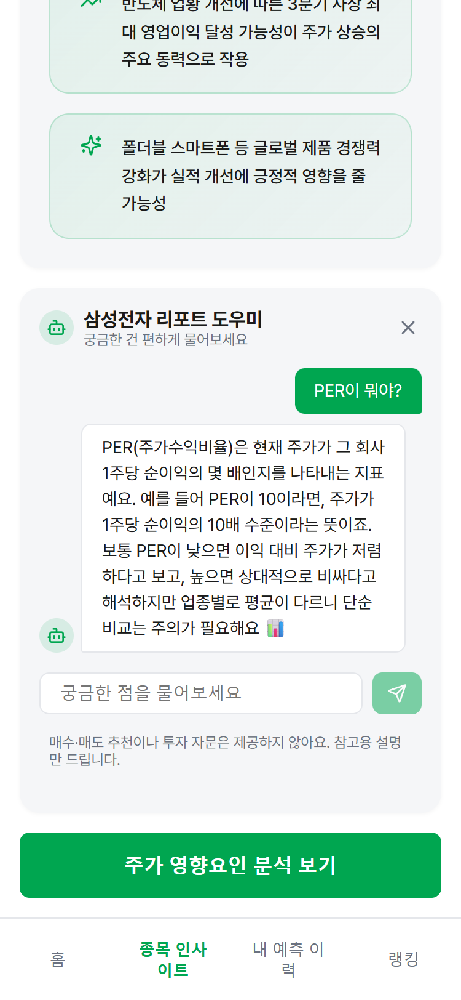 반도체 업황 개선에 따른 3분기 사상 최
대 영업이익 달성 가능성이 주가 상승의
주요 동력으로 작용
폴더블 스마트폰 등 글로벌 제품 경쟁력
강화가 실적 개선에 긍정적 영향을 줄
가능성
삼성전자 리포트 도우미
궁금한 건 편하게 물어보세요
PER이 뭐야?
PER(주가수익비율)은 현재 주가가 그 회사
1주당 순이익의 몇 배인지를 나타내는 지표
예요. 예를 들어 PER이 10이라면, 주가가
1주당 순이익의 10배 수준이라는 뜻이죠.
보통 PER이 낮으면 이익 대비 주가가 저렴
하다고 보고, 높으면 상대적으로 비싸다고
해석하지만 업종별로 평균이 다르니 단순
비교는 주의가 필요해요 📊
궁금한 점을 물어보세요
매수·매도 추천이나 투자 자문은 제공하지 않아요. 참고용 설명
만 드립니다.
주가 영향요인 분석 보기
홈
종목 인사
이트
내 예측 이
력
랭킹